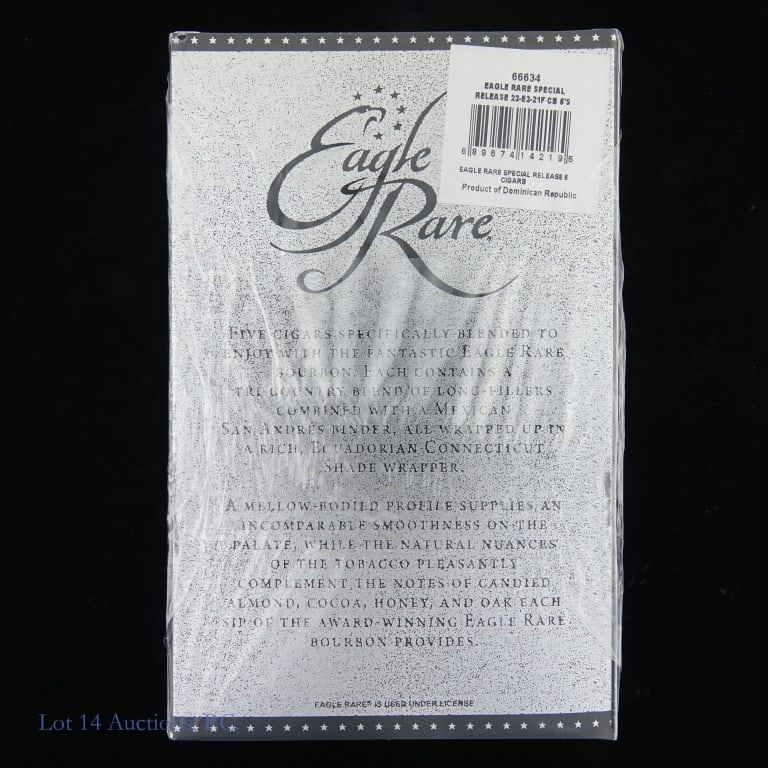 66634
EAGLE RARE SPECIAL
RELEASE 22-E2-21F CB 5'S
6 89674 14219 5
EAGLE RARE SPECIAL RELEASE 5
CIGARS
Product of Dominican Republic
Eagle
Rare
FIVE CIGARS SPECIFICALLY BLENDED TO
ENJOY WITH THE FANTASTIC EAGLE RARE
BOURBON. EACH CONTAINS A
TRI-COUNTRY BLEND OF LONG-FILLERS
COMBINED WITH A MEXICAN
SAN ANDRÉS BINDER, ALL WRAPPED UP IN
A RICH, ECUADORIAN CONNECTICUT
SHADE WRAPPER.
A MELLOW-BODIED PROFILE SUPPLIES AN
INCOMPARABLE SMOOTHNESS ON THE
PALATE, WHILE THE NATURAL NUANCES
OF THE TOBACCO PLEASANTLY
COMPLEMENT THE NOTES OF CANDIED
ALMOND, COCOA, HONEY, AND OAK EACH
SIP OF THE AWARD-WINNING EAGLE RARE
BOURBON PROVIDES.
EAGLE RARE® IS USED UNDER LICENSE
Lot 14 Auctions, P.C.